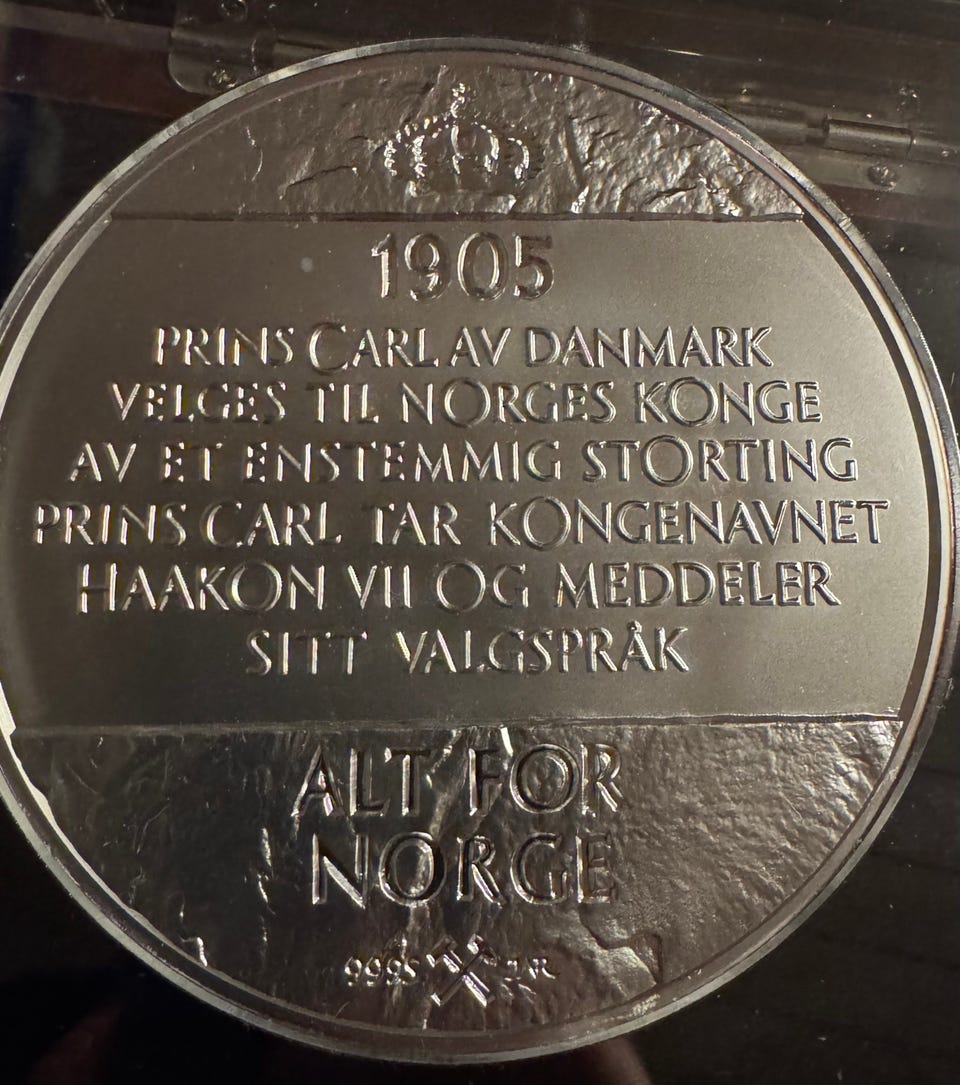 1905
PRINS CARL AV DANMARK
VELGES TIL NORGES KONGE
AV ET ENSTEMMIG STORTING
PRINS CARL TAR KONGENAVNET
HAAKON VII OG MEDDELER
SITT VALGSPRÅK
ALT FOR
NORGE